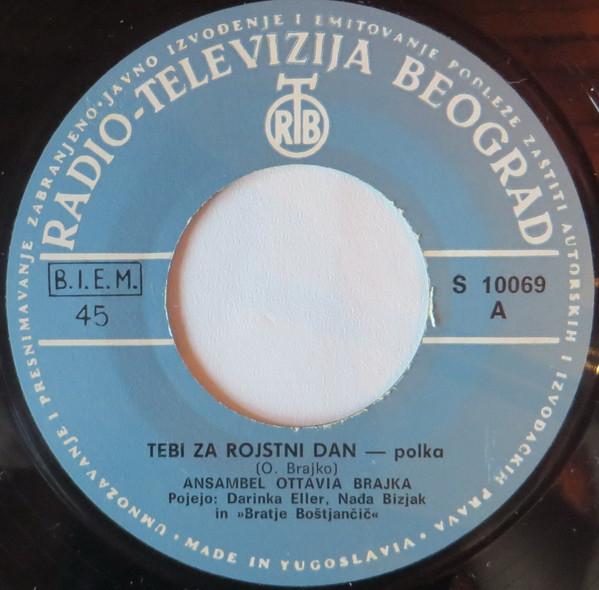 UMNOŽAVANJE I PRESNIMAVANJE ZABRANJENO · JAVNO IZVOĐENJE I EMITOVANJE PODLEŽE ZAŠTITI AUTORSKIH I IZVOĐAČKIH PRAVA
RADIO-TELEVIZIJA BEOGRAD
RTB
B.I.E.M.
45
S 10069
A
TEBI ZA ROJSTNI DAN — polka
(O. Brajko)
ANSAMBEL OTTAVIA BRAJKA
Pojejo: Darinka Eller, Nađa Bizjak
in »Bratje Boštjančič«
· MADE IN YUGOSLAVIA ·